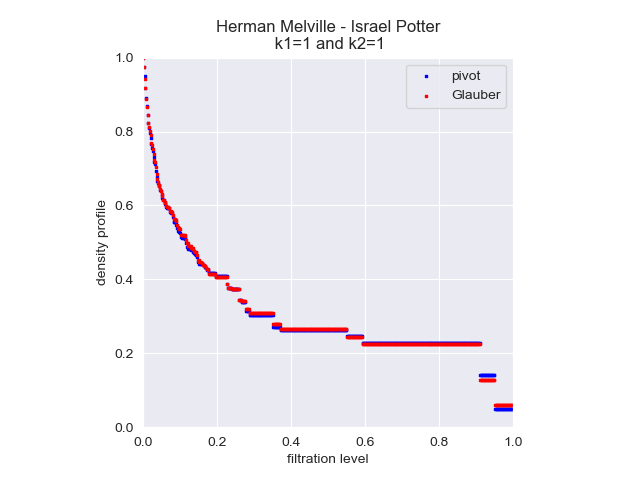 Herman Melville - Israel Potter
k1=1 and k2=1
pivot
Glauber
1.0
0.8
0.6
0.4
0.2
0.0
density profile
0.0 0.2 0.4 0.6 0.8 1.0
filtration level